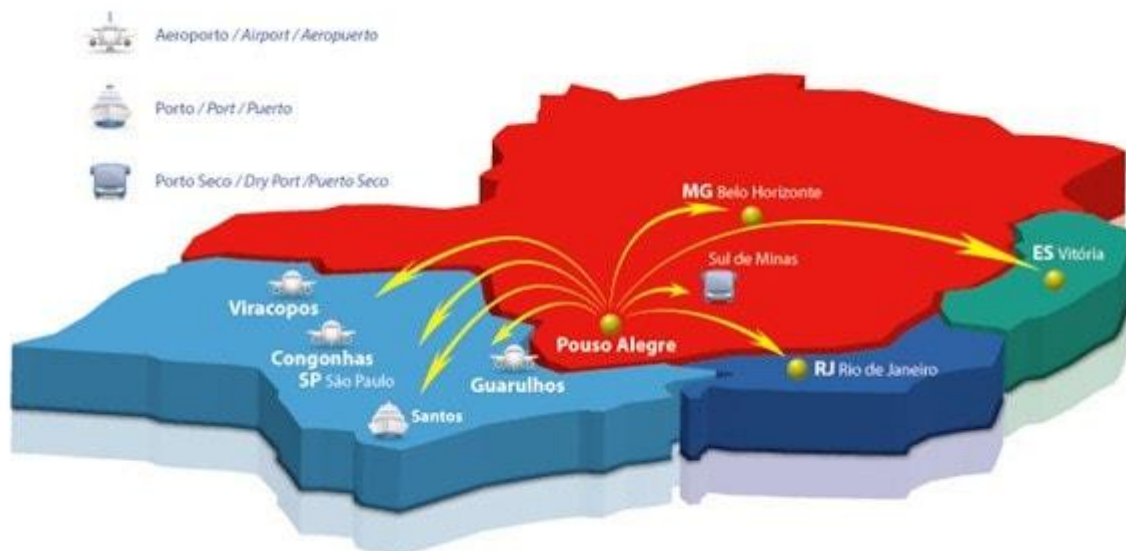 Aeroporto / Airport / Aeropuerto
Porto / Port / Puerto
Porto Seco / Dry Port /Puerto Seco
MG Belo Horizonte
Sul de Minas
ES Vitória
Viracopos
Congonhas
SP São Paulo
Guarulhos
Pouso Alegre
RJ Rio de Janeiro
Santos